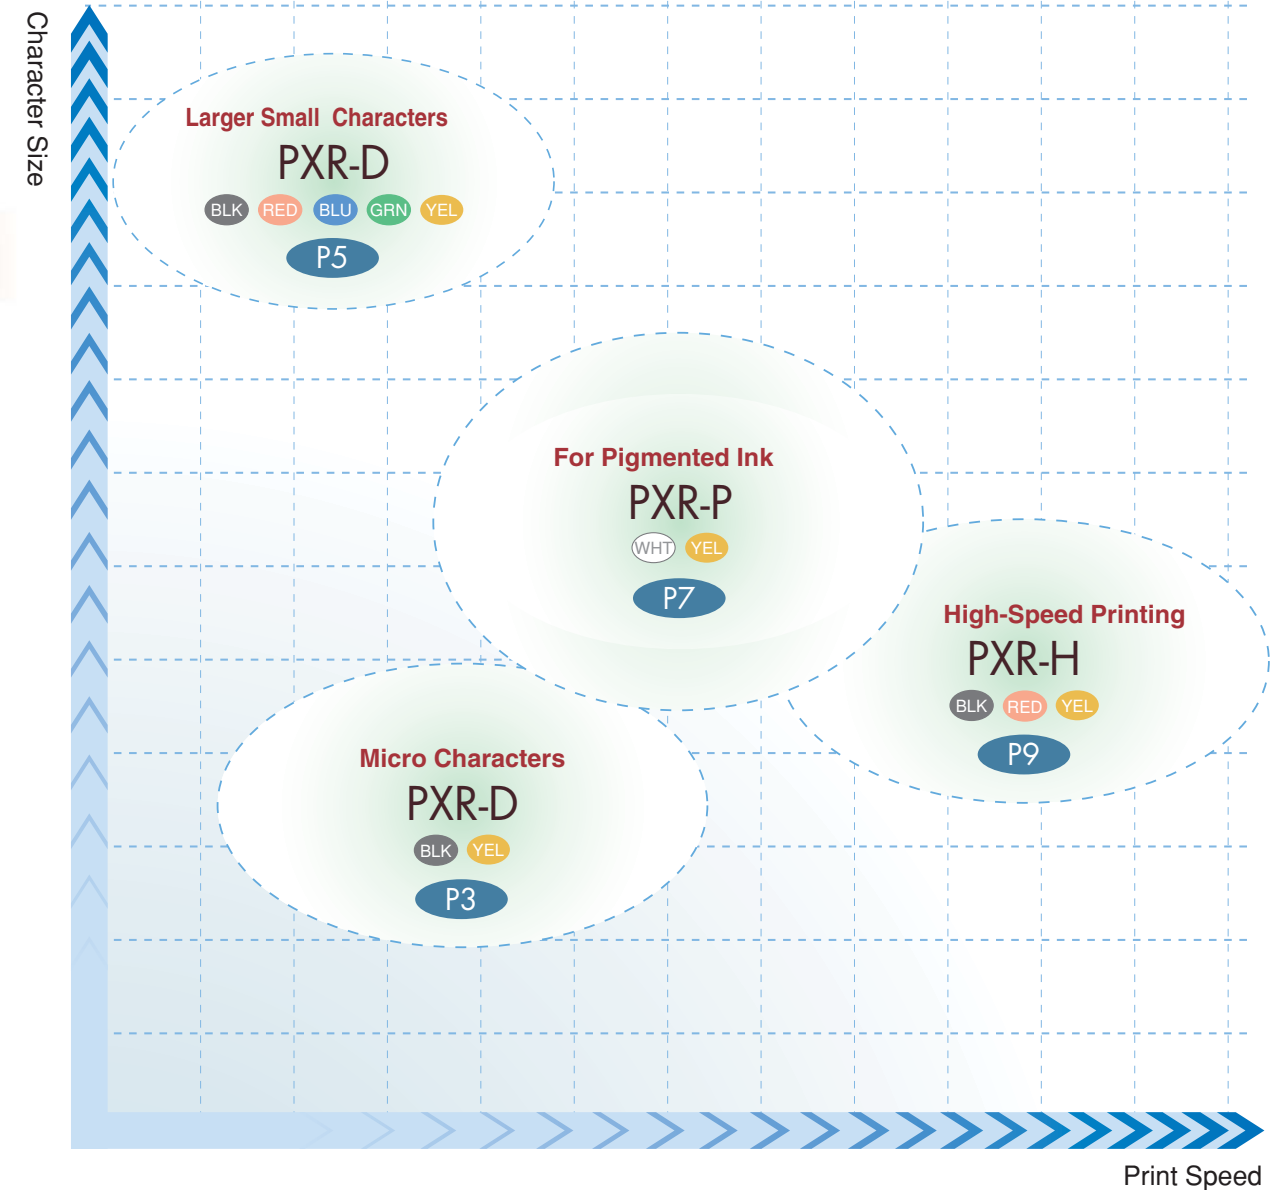 Character Size
Larger Small Characters
PXR-D
BLK RED BLU GRN YEL
P5
For Pigmented Ink
PXR-P
WHT YEL
P7
High-Speed Printing
PXR-H
BLK RED YEL
P9
Micro Characters
PXR-D
BLK YEL
P3
Print Speed